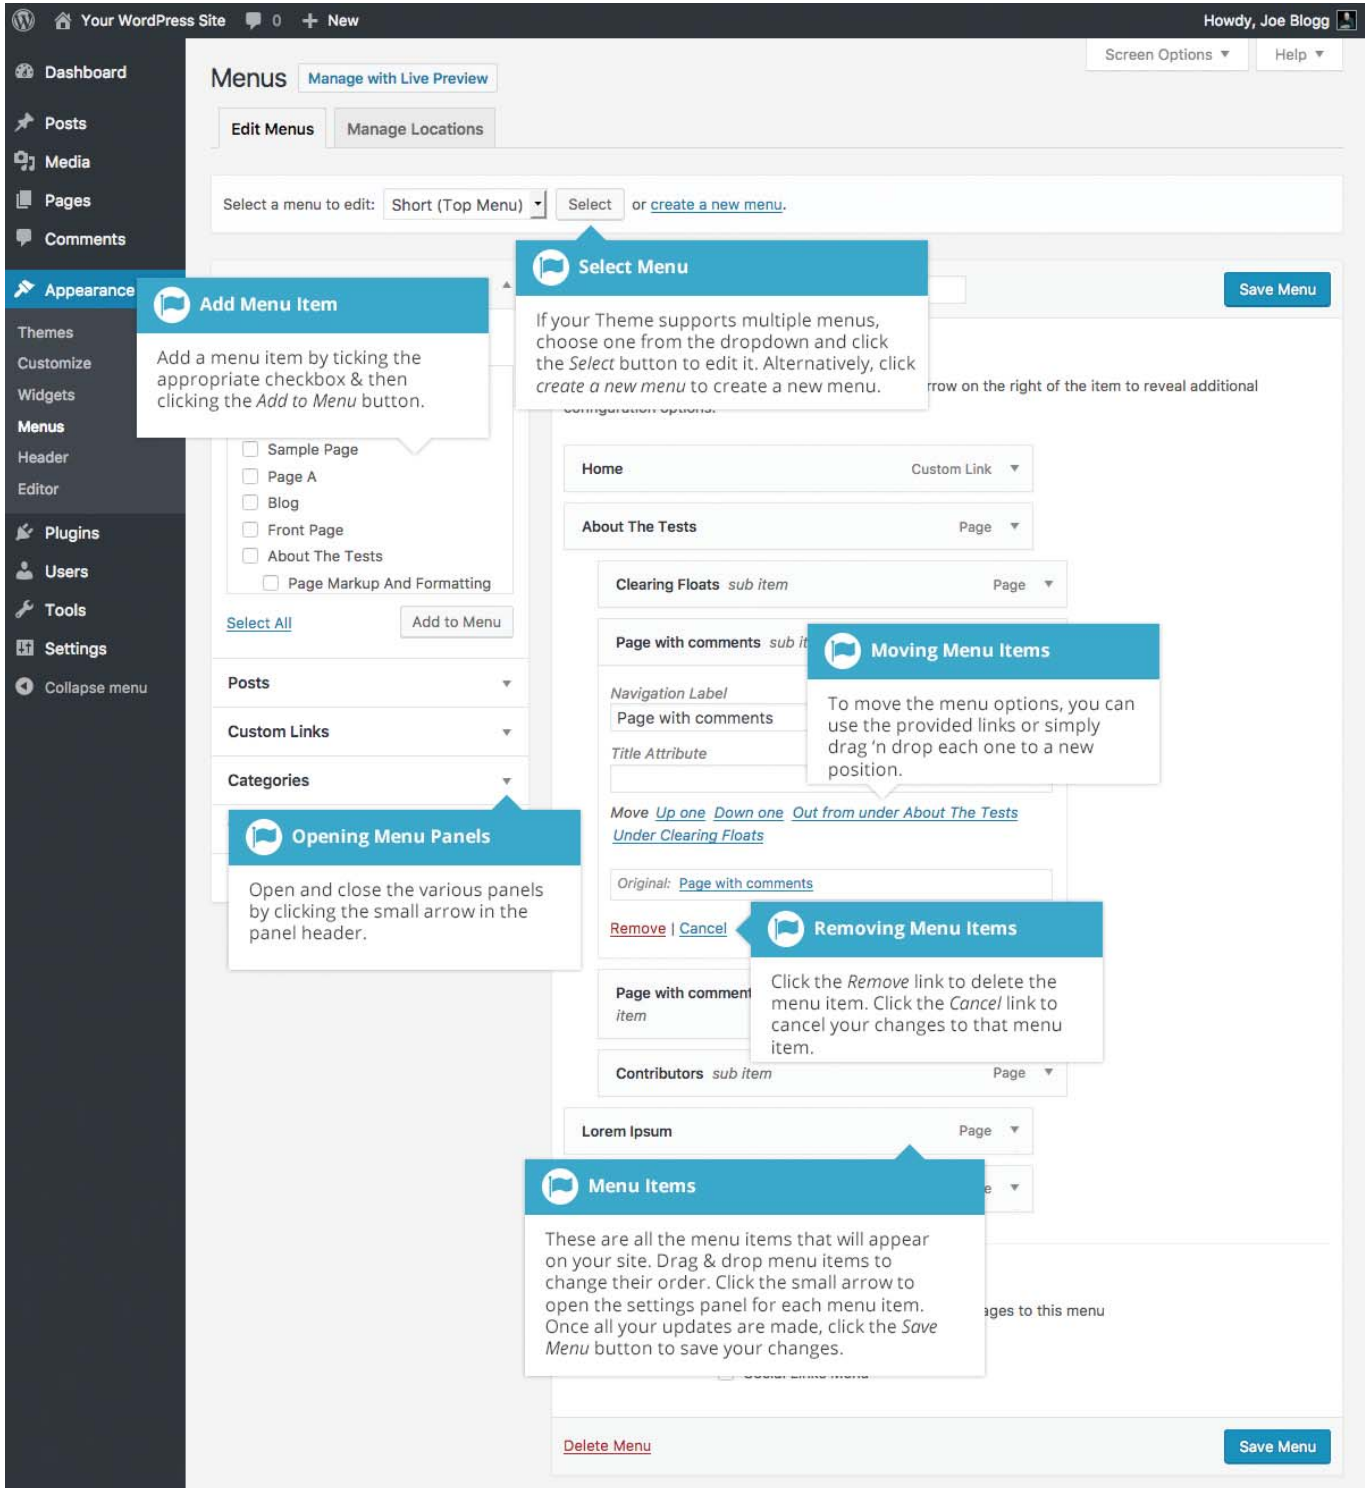 Your WordPress Site 0 + New
Howdy, Joe Blogg
Screen Options
Help
Dashboard
Posts
Media
Pages
Comments
Appearance
Themes
Customize
Widgets
Menus
Header
Editor
Plugins
Users
Tools
Settings
Collapse menu
Menus Manage with Live Preview
Edit Menus Manage Locations
Select a menu to edit: Short (Top Menu) Select or create a new menu.
Select Menu
If your Theme supports multiple menus,
choose one from the dropdown and click
the Select button to edit it. Alternatively, click
create a new menu to create a new menu.
Save Menu
Add Menu Item
Add a menu item by ticking the
appropriate checkbox & then
clicking the Add to Menu button.
Sample Page
Page A
Blog
Front Page
About The Tests
Page Markup And Formatting
Select All Add to Menu
Posts
Custom Links
Categories
Opening Menu Panels
Open and close the various panels
by clicking the small arrow in the
panel header.
rrow on the right of the item to reveal additional
configuration options.
Home Custom Link
About The Tests Page
Clearing Floats sub item Page
Page with comments sub it
Moving Menu Items
To move the menu options, you can
use the provided links or simply
drag ‘n drop each one to a new
position.
Navigation Label
Page with comments
Title Attribute
Move Up one Down one Out from under About The Tests
Under Clearing Floats
Original: Page with comments
Remove | Cancel
Removing Menu Items
Click the Remove link to delete the
menu item. Click the Cancel link to
cancel your changes to that menu
item.
Page with comment
item
Contributors sub item Page
Lorem Ipsum Page
e
Menu Items
These are all the menu items that will appear
on your site. Drag & drop menu items to
change their order. Click the small arrow to
open the settings panel for each menu item.
Once all your updates are made, click the Save
Menu button to save your changes.
ages to this menu
Social Links Menu
Delete Menu
Save Menu